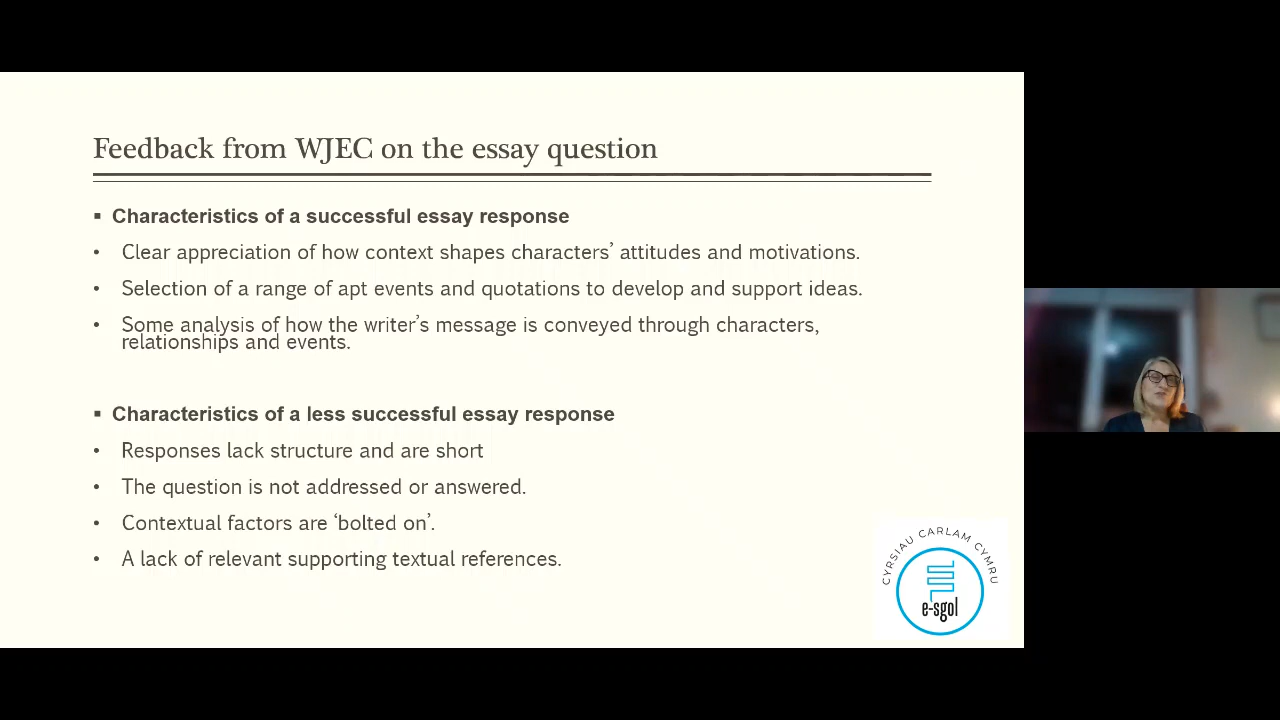 Feedback from WJEC on the essay question
▪ Characteristics of a successful essay response
• Clear appreciation of how context shapes characters’ attitudes and motivations.
• Selection of a range of apt events and quotations to develop and support ideas.
• Some analysis of how the writer’s message is conveyed through characters,
relationships and events.
▪ Characteristics of a less successful essay response
• Responses lack structure and are short
• The question is not addressed or answered.
• Contextual factors are ‘bolted on’.
• A lack of relevant supporting textual references.
CYRSIAU CARLAM CYMRU
e-sgol